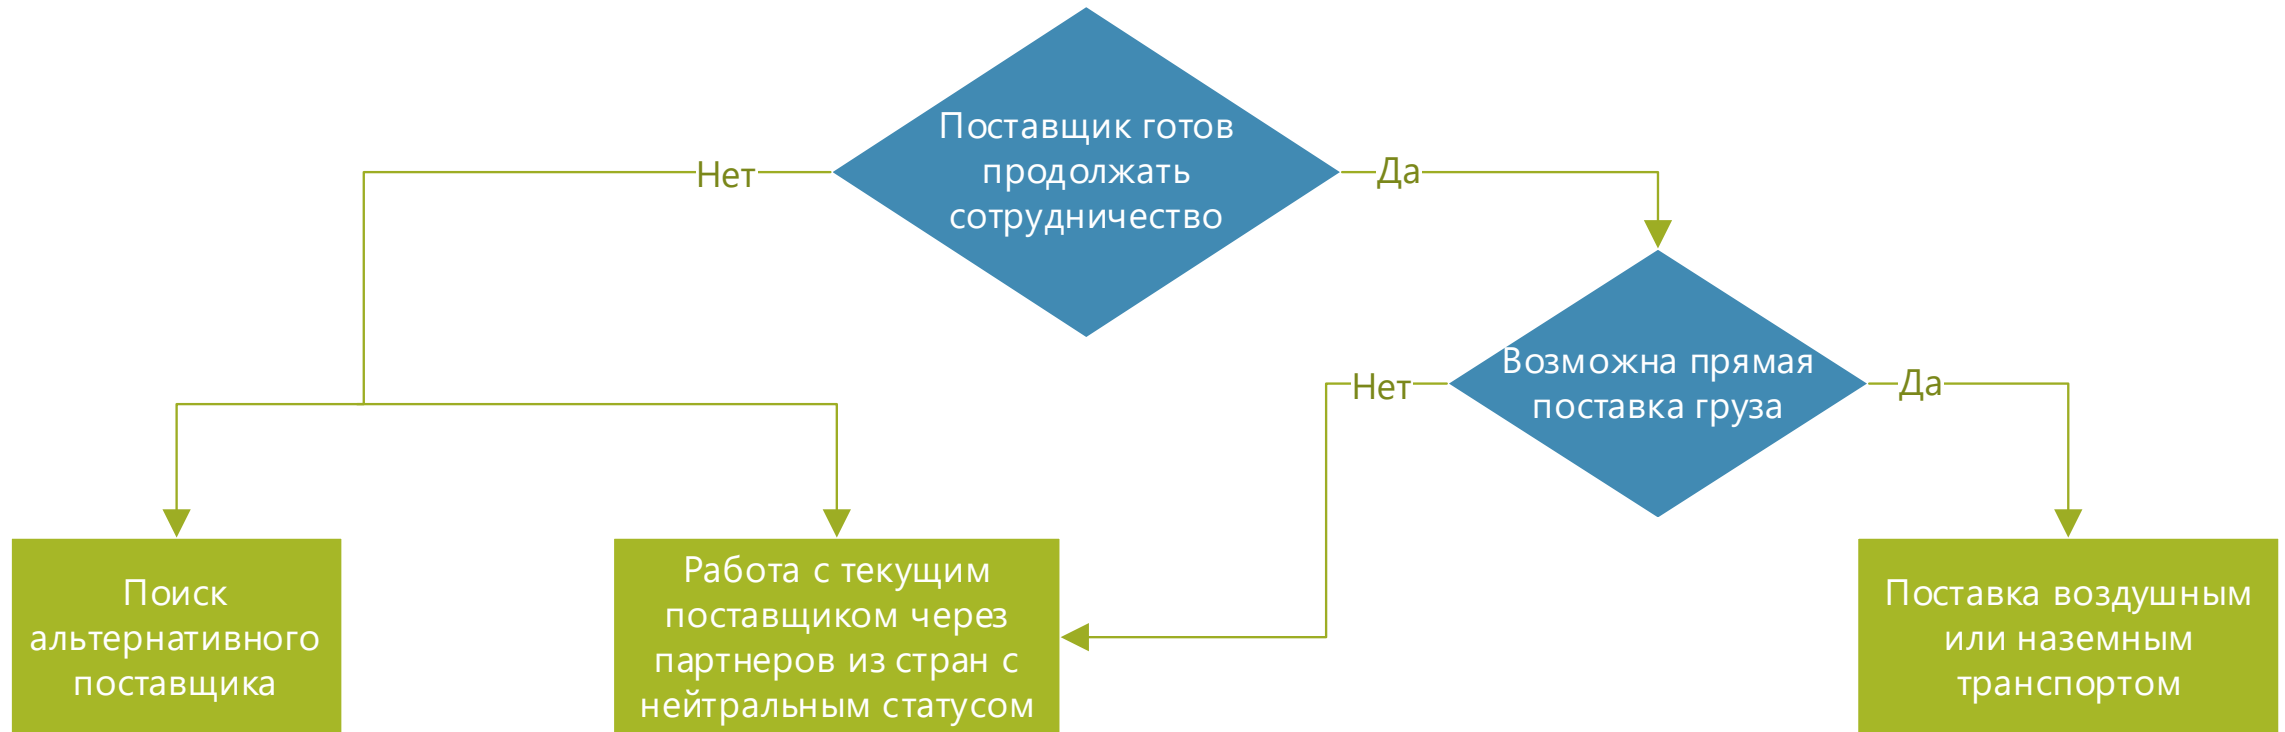 Поставщик готов
продолжать
сотрудничество
Нет
Да
Возможна прямая
поставка груза
Нет
Да
Поиск
альтернативного
поставщика
Работа с текущим
поставщиком через
партнеров из стран с
нейтральным статусом
Поставка воздушным
или наземным
транспортом